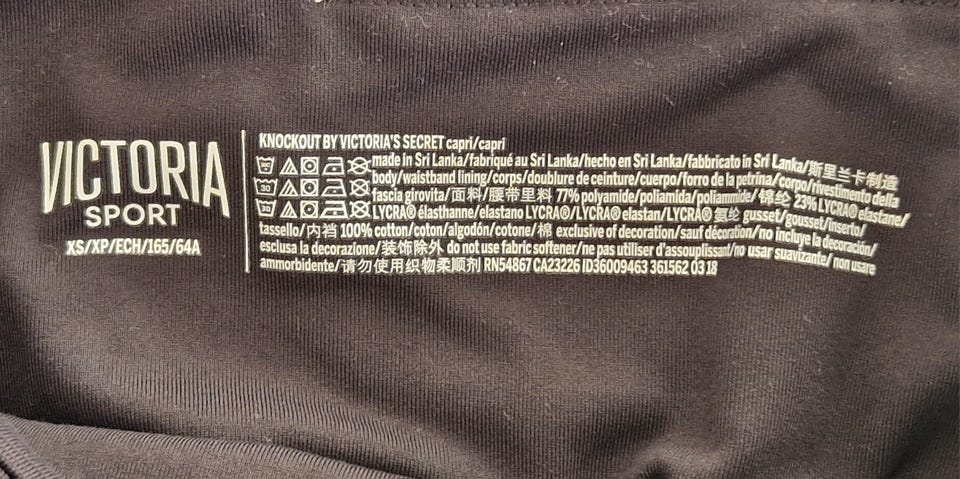 VICTORIA
SPORT
XS/XP/ECH/165/64A
KNOCKOUT BY VICTORIA'S SECRET capri/capri
made in Sri Lanka/fabriqué au Sri Lanka/hecho en Sri Lanka/fabbricato in Sri Lanka/斯里兰卡制造
body/waistband lining/corps/doublure de ceinture/cuerpo/forro de la petrina/corpo/rivestimento della
fascia girovita/面料/腰带里料 77% polyamide/poliamida/poliammide/锦纶 23% LYCRA® elastane/
LYCRA® élasthanne/elastano LYCRA®/LYCRA® elastan/LYCRA®氨纶 gusset/gousset/inserto/
tassello/内裆 100% cotton/coton/algodón/cotone/棉 exclusive of decoration/sauf décoration/no incluye la decoración/
esclusa la decorazione/装饰除外 do not use fabric softener/ne pas utiliser d'assouplissant/no usar suavizante/non usare
ammorbidente/请勿使用织物柔顺剂 RN54867 CA23226 ID36009463 361562 03 18